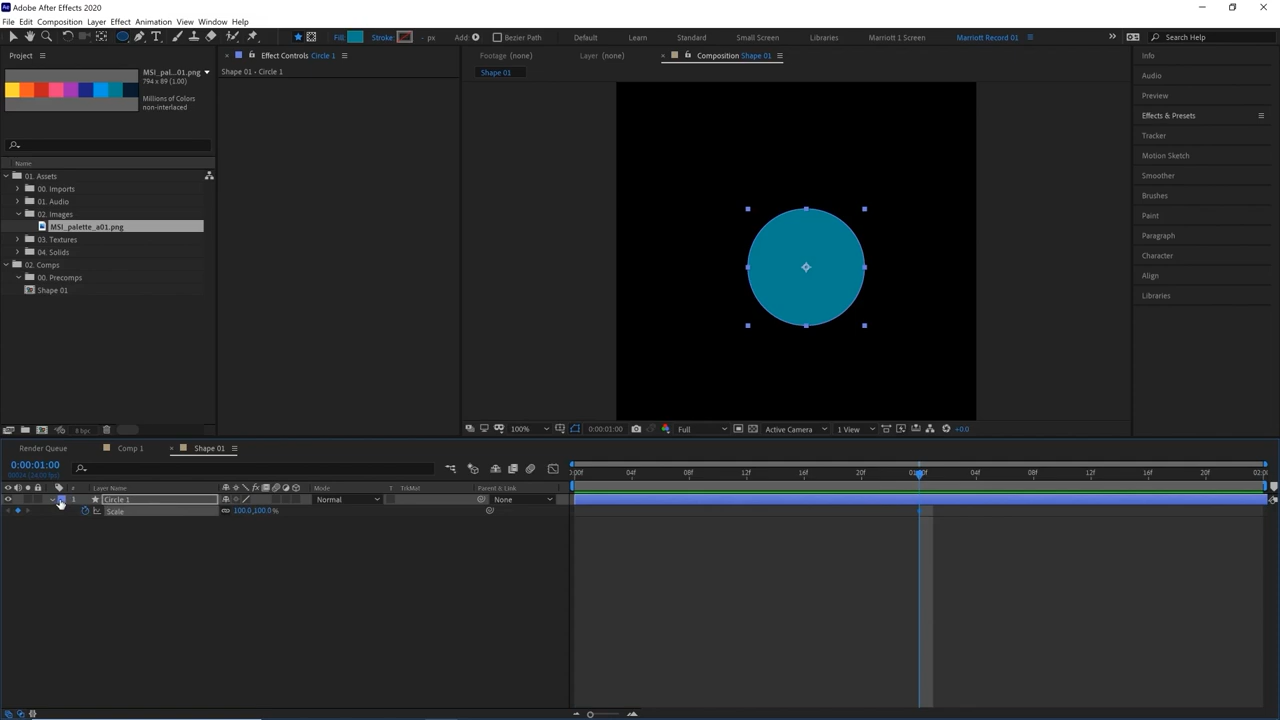 Adobe After Effects 2020
File Edit Composition Layer Effect Animation View Window Help
Fill: Stroke: - px Add: Bezier Path Default Learn Standard Small Screen Libraries Marriott 1 Screen Marriott Record 01 Search Help
Project
MSI_pal...01.png
794 x 89 (1.00)
Millions of Colors
non-interlaced
Name
01. Assets
00. Imports
01. Audio
02. Images
MSI_palette_a01.png
03. Textures
04. Solids
02. Comps
00. Precomps
Shape 01
8 bpc
Effect Controls Circle 1
Shape 01 • Circle 1
Footage (none) Layer (none) Composition Shape 01
Shape 01
100% 0:00:01:00 Full Active Camera 1 View +0.0
Info
Audio
Preview
Effects & Presets
Tracker
Motion Sketch
Smoother
Brushes
Paint
Paragraph
Character
Align
Libraries
Render Queue Comp 1 Shape 01
0:00:01:00
00024 (24.00 fps)
# Layer Name Mode T TrkMat Parent & Link
1 Circle 1 Normal None
Scale 100.0,100.0%
04f 08f 12f 16f 20f 04f 08f 12f 16f 20f